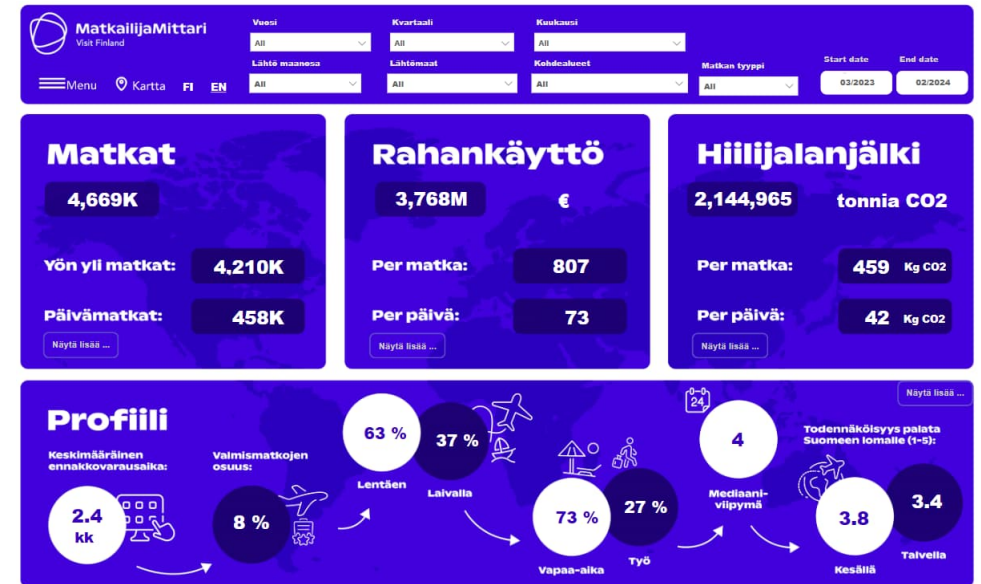 MatkailijaMittari
Visit Finland
Menu
Kartta
FI
EN
Vuosi
All
Kvartaali
All
Kuukausi
All
Lähtö maanosa
All
Lähtömaat
All
Kohdealueet
All
Matkan tyyppi
All
Start date
03/2023
End date
02/2024
Matkat
4,669K
Yön yli matkat:
4,210K
Päivämatkat:
458K
Näytä lisää ...
Rahankäyttö
3,768M
€
Per matka:
807
Per päivä:
73
Näytä lisää ...
Hiilijalanjälki
2,144,965
tonnia CO2
Per matka:
459 Kg CO2
Per päivä:
42 Kg CO2
Näytä lisää ...
Profiili
Näytä lisää ...
Keskimääräinen
ennakkovarausaika:
2.4
kk
Valmismatkojen
osuus:
8 %
63 %
Lentäen
37 %
Laivalla
73 %
Vapaa-aika
27 %
Työ
24
4
Mediaani-
viipymä
Todennäköisyys palata
Suomeen lomalle (1-5):
3.8
Kesällä
3.4
Talvella